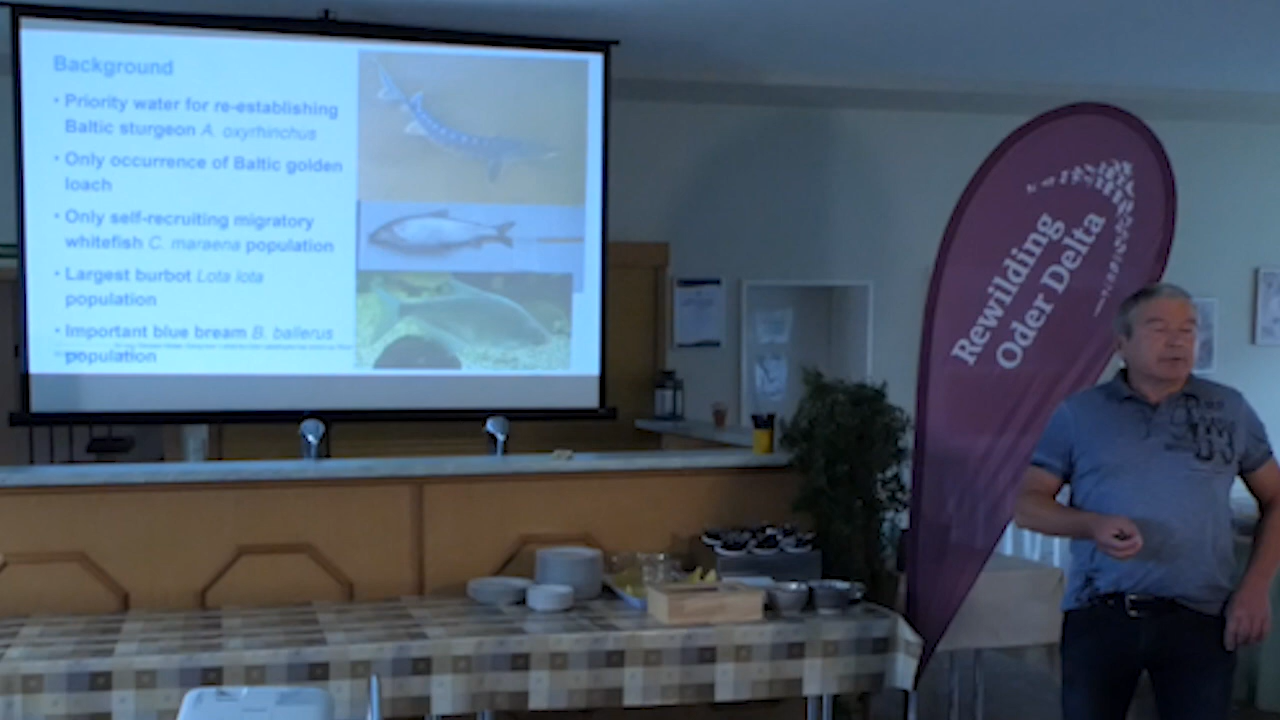 Background
• Priority water for re-establishing
Baltic sturgeon A. oxyrhinchus
• Only occurrence of Baltic golden
loach
• Only self-recruiting migratory
whitefish C. maraena population
• Largest burbot Lota lota
population
• Important blue bream B. ballerus
population
Rewilding
Oder Delta